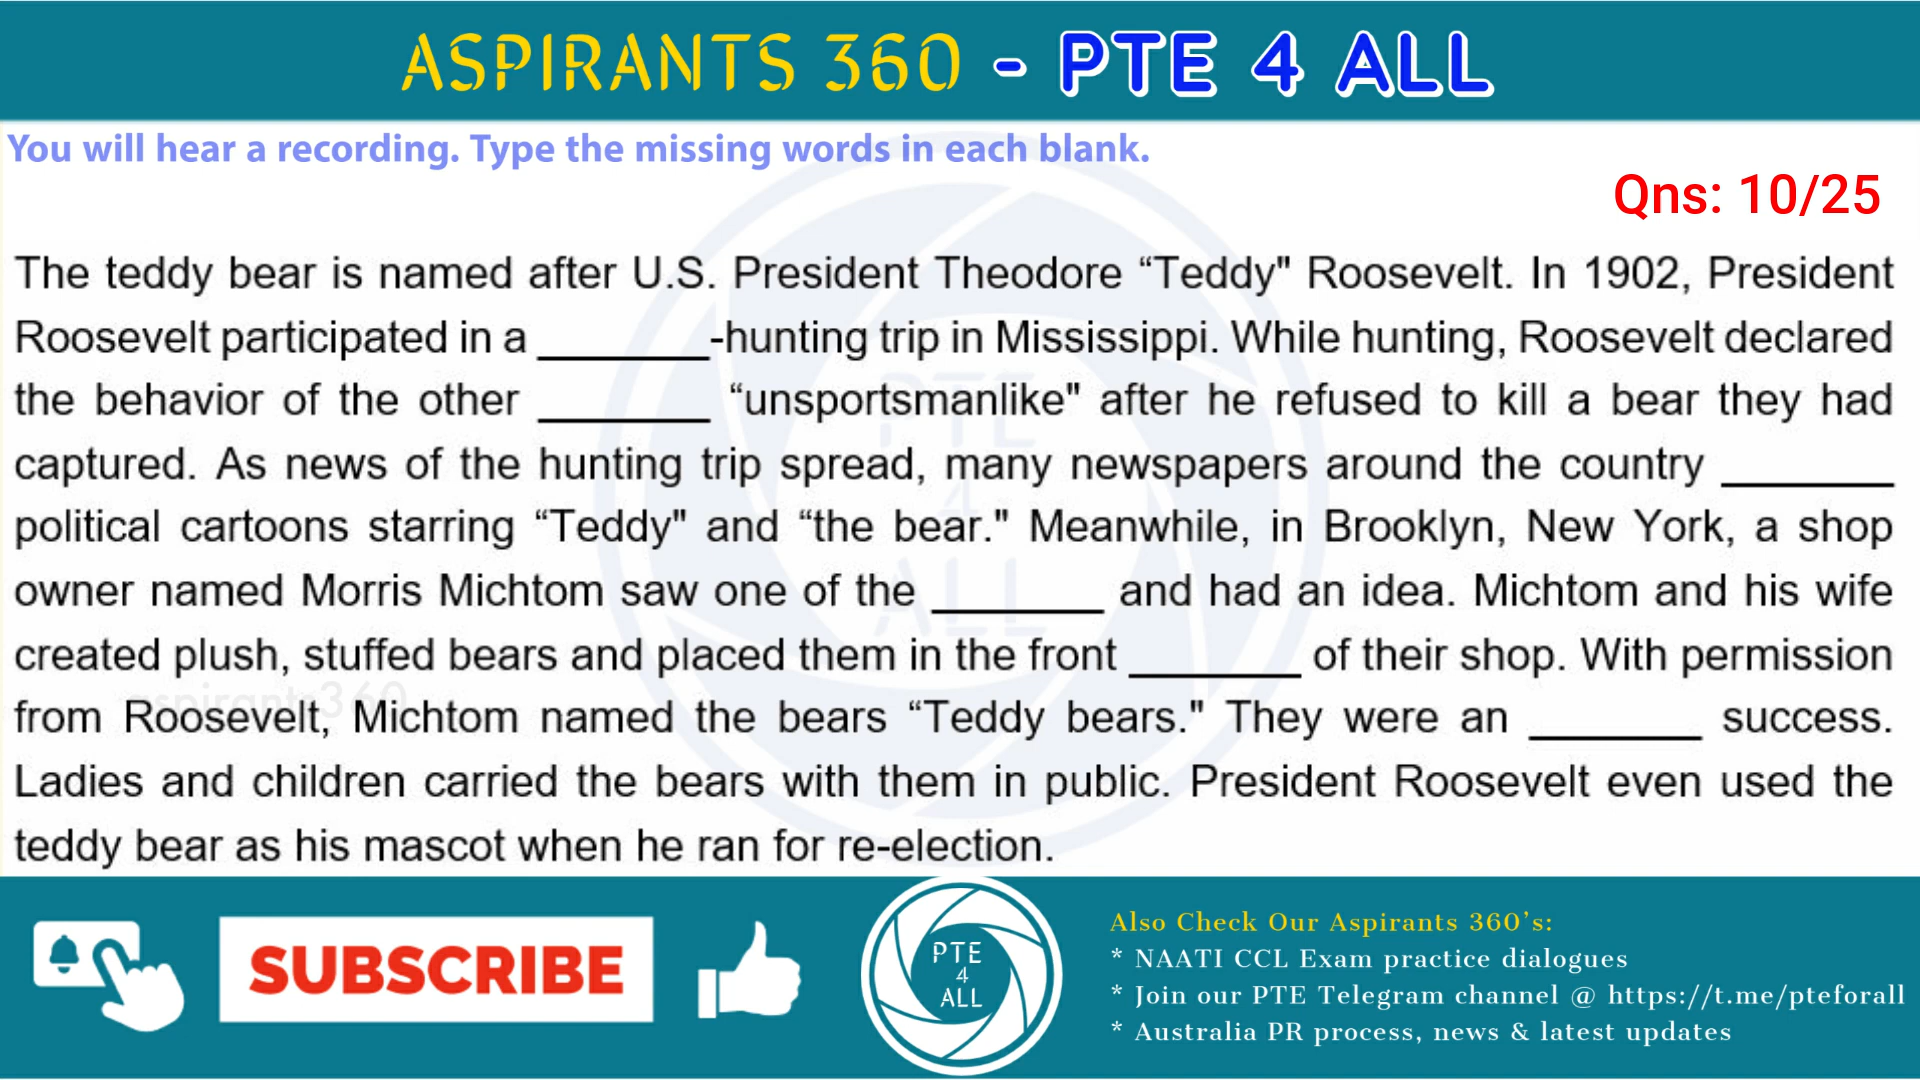 ASPIRANTS 360 - PTE 4 ALL
You will hear a recording. Type the missing words in each blank.
Qns: 10/25
The teddy bear is named after U.S. President Theodore “Teddy" Roosevelt. In 1902, President
Roosevelt participated in a _______-hunting trip in Mississippi. While hunting, Roosevelt declared
the behavior of the other _______ “unsportsmanlike" after he refused to kill a bear they had
captured. As news of the hunting trip spread, many newspapers around the country _______
political cartoons starring “Teddy" and “the bear." Meanwhile, in Brooklyn, New York, a shop
owner named Morris Michtom saw one of the _______ and had an idea. Michtom and his wife
created plush, stuffed bears and placed them in the front _______ of their shop. With permission
from Roosevelt, Michtom named the bears “Teddy bears." They were an _______ success.
Ladies and children carried the bears with them in public. President Roosevelt even used the
teddy bear as his mascot when he ran for re-election.
PTE
4
ALL
aspirants360
SUBSCRIBE
PTE
4
ALL
Also Check Our Aspirants 360's:
* NAATI CCL Exam practice dialogues
* Join our PTE Telegram channel @ https://t.me/pteforall
* Australia PR process, news & latest updates